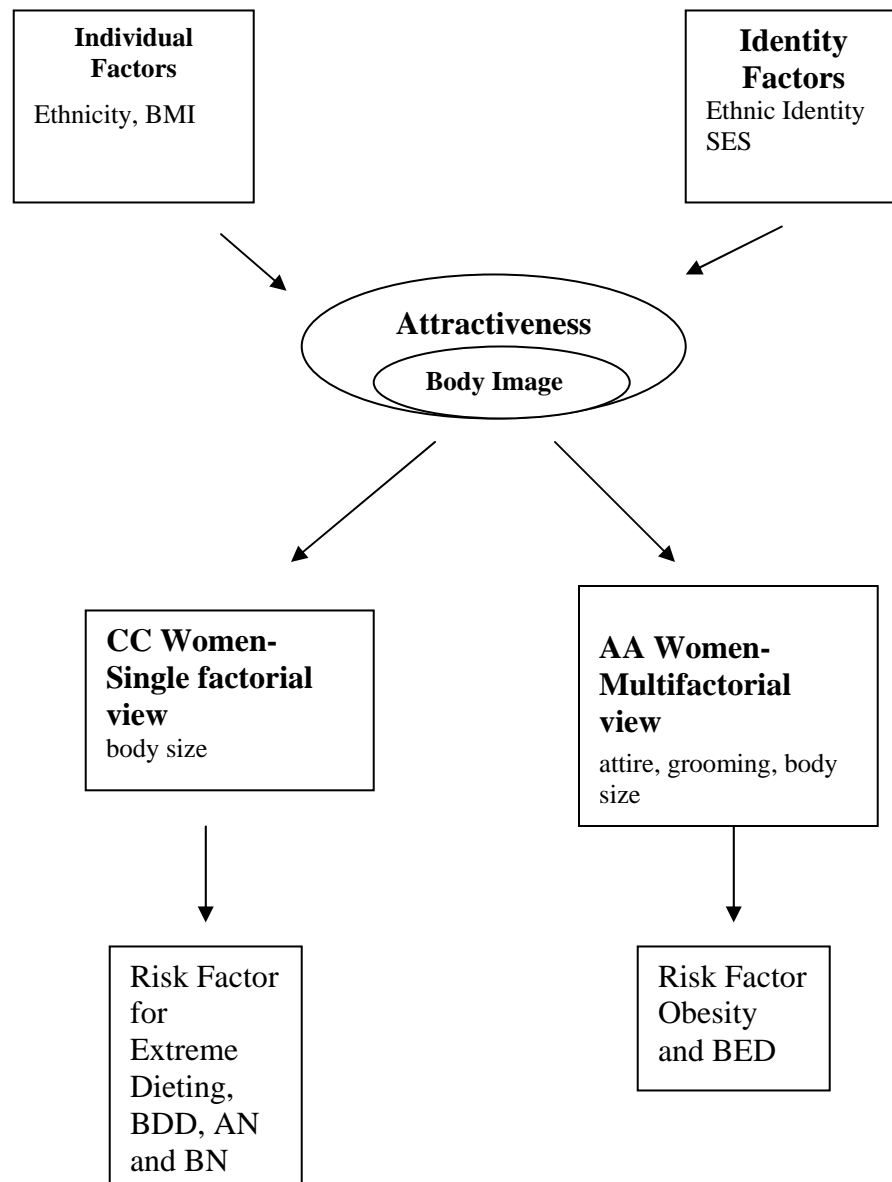 Individual
Factors
Ethnicity, BMI
Identity
Factors
Ethnic Identity
SES
Attractiveness
Body Image
CC Women-
Single factorial
view
body size
AA Women-
Multifactorial
view
attire, grooming, body
size
Risk Factor
for
Extreme
Dieting,
BDD, AN
and BN
Risk Factor
Obesity
and BED